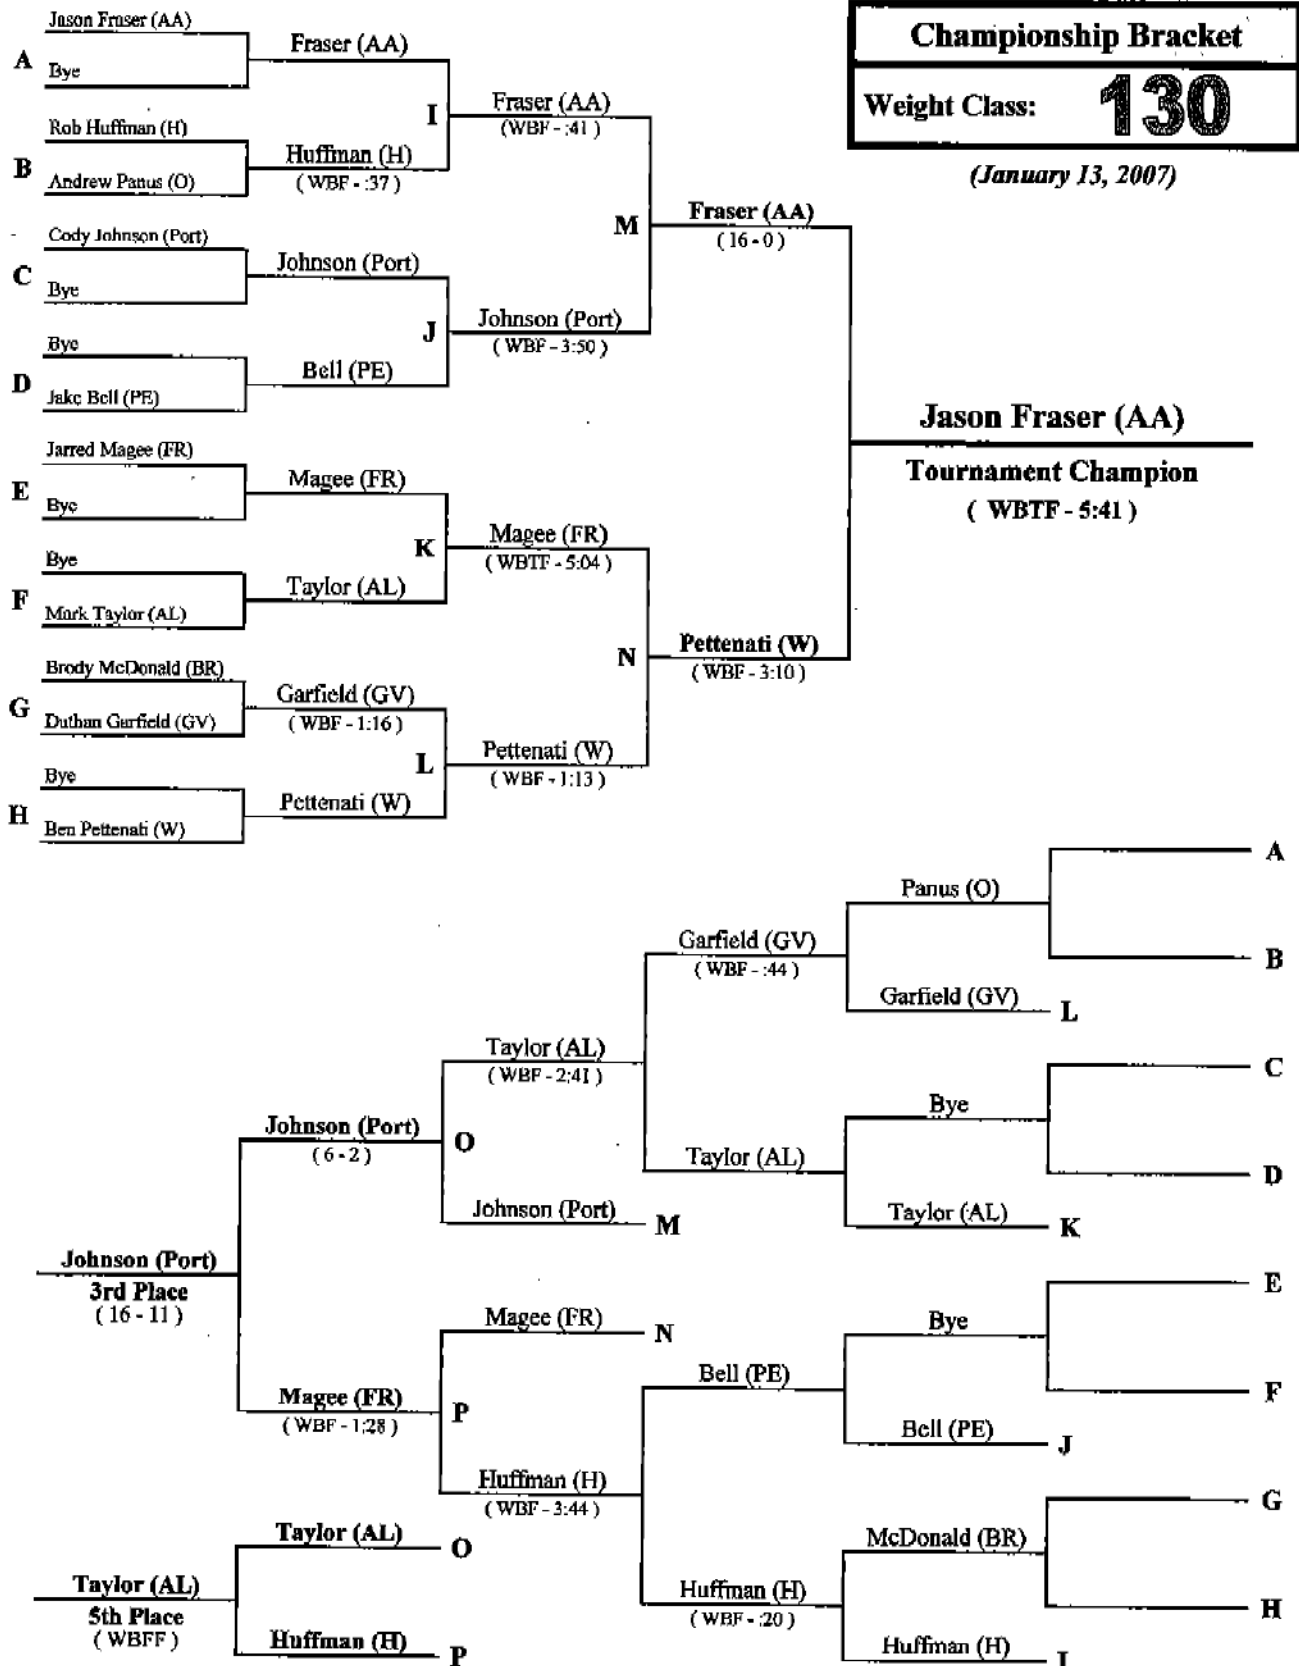 Championship Bracket
Weight Class: 130
(January 13, 2007)
Jason Fraser (AA)
A
Bye
Fraser (AA)
Rob Huffman (H)
B
Andrew Panus (O)
Huffman (H)
( WBF - :37 )
I
Fraser (AA)
(WBF - :41 )
Cody Johnson (Port)
C
Bye
Johnson (Port)
Bye
D
Jake Bell (PE)
Bell (PE)
J
Johnson (Port)
( WBF - 3:50 )
M
Fraser (AA)
( 16 - 0 )
Jarred Magee (FR)
E
Bye
Magee (FR)
Bye
F
Mark Taylor (AL)
Taylor (AL)
K
Magee (FR)
( WBTF - 5:04 )
Brody McDonald (BR)
G
Duthan Garfield (GV)
Garfield (GV)
( WBF - 1:16 )
Bye
H
Ben Pettenati (W)
Pettenati (W)
L
Pettenati (W)
( WBF - 1:13 )
N
Pettenati (W)
( WBF - 3:10 )
Jason Fraser (AA)
Tournament Champion
( WBTF - 5:41 )
A
Panus (O)
B
Garfield (GV)
( WBF - :44 )
Garfield (GV) L
C
Bye
D
Taylor (AL)
Taylor (AL) K
Taylor (AL)
( WBF - 2:41 )
Johnson (Port)
( 6 - 2 )
O
Johnson (Port) M
Johnson (Port)
3rd Place
( 16 - 11 )
Magee (FR) N
Magee (FR)
( WBF - 1:28 )
P
E
Bye
F
Bell (PE)
Bell (PE) J
Huffman (H)
( WBF - 3:44 )
G
McDonald (BR)
H
Huffman (H)
( WBF - :20 )
Huffman (H) I
Taylor (AL) O
Taylor (AL)
5th Place
( WBFF )
Huffman (H) P